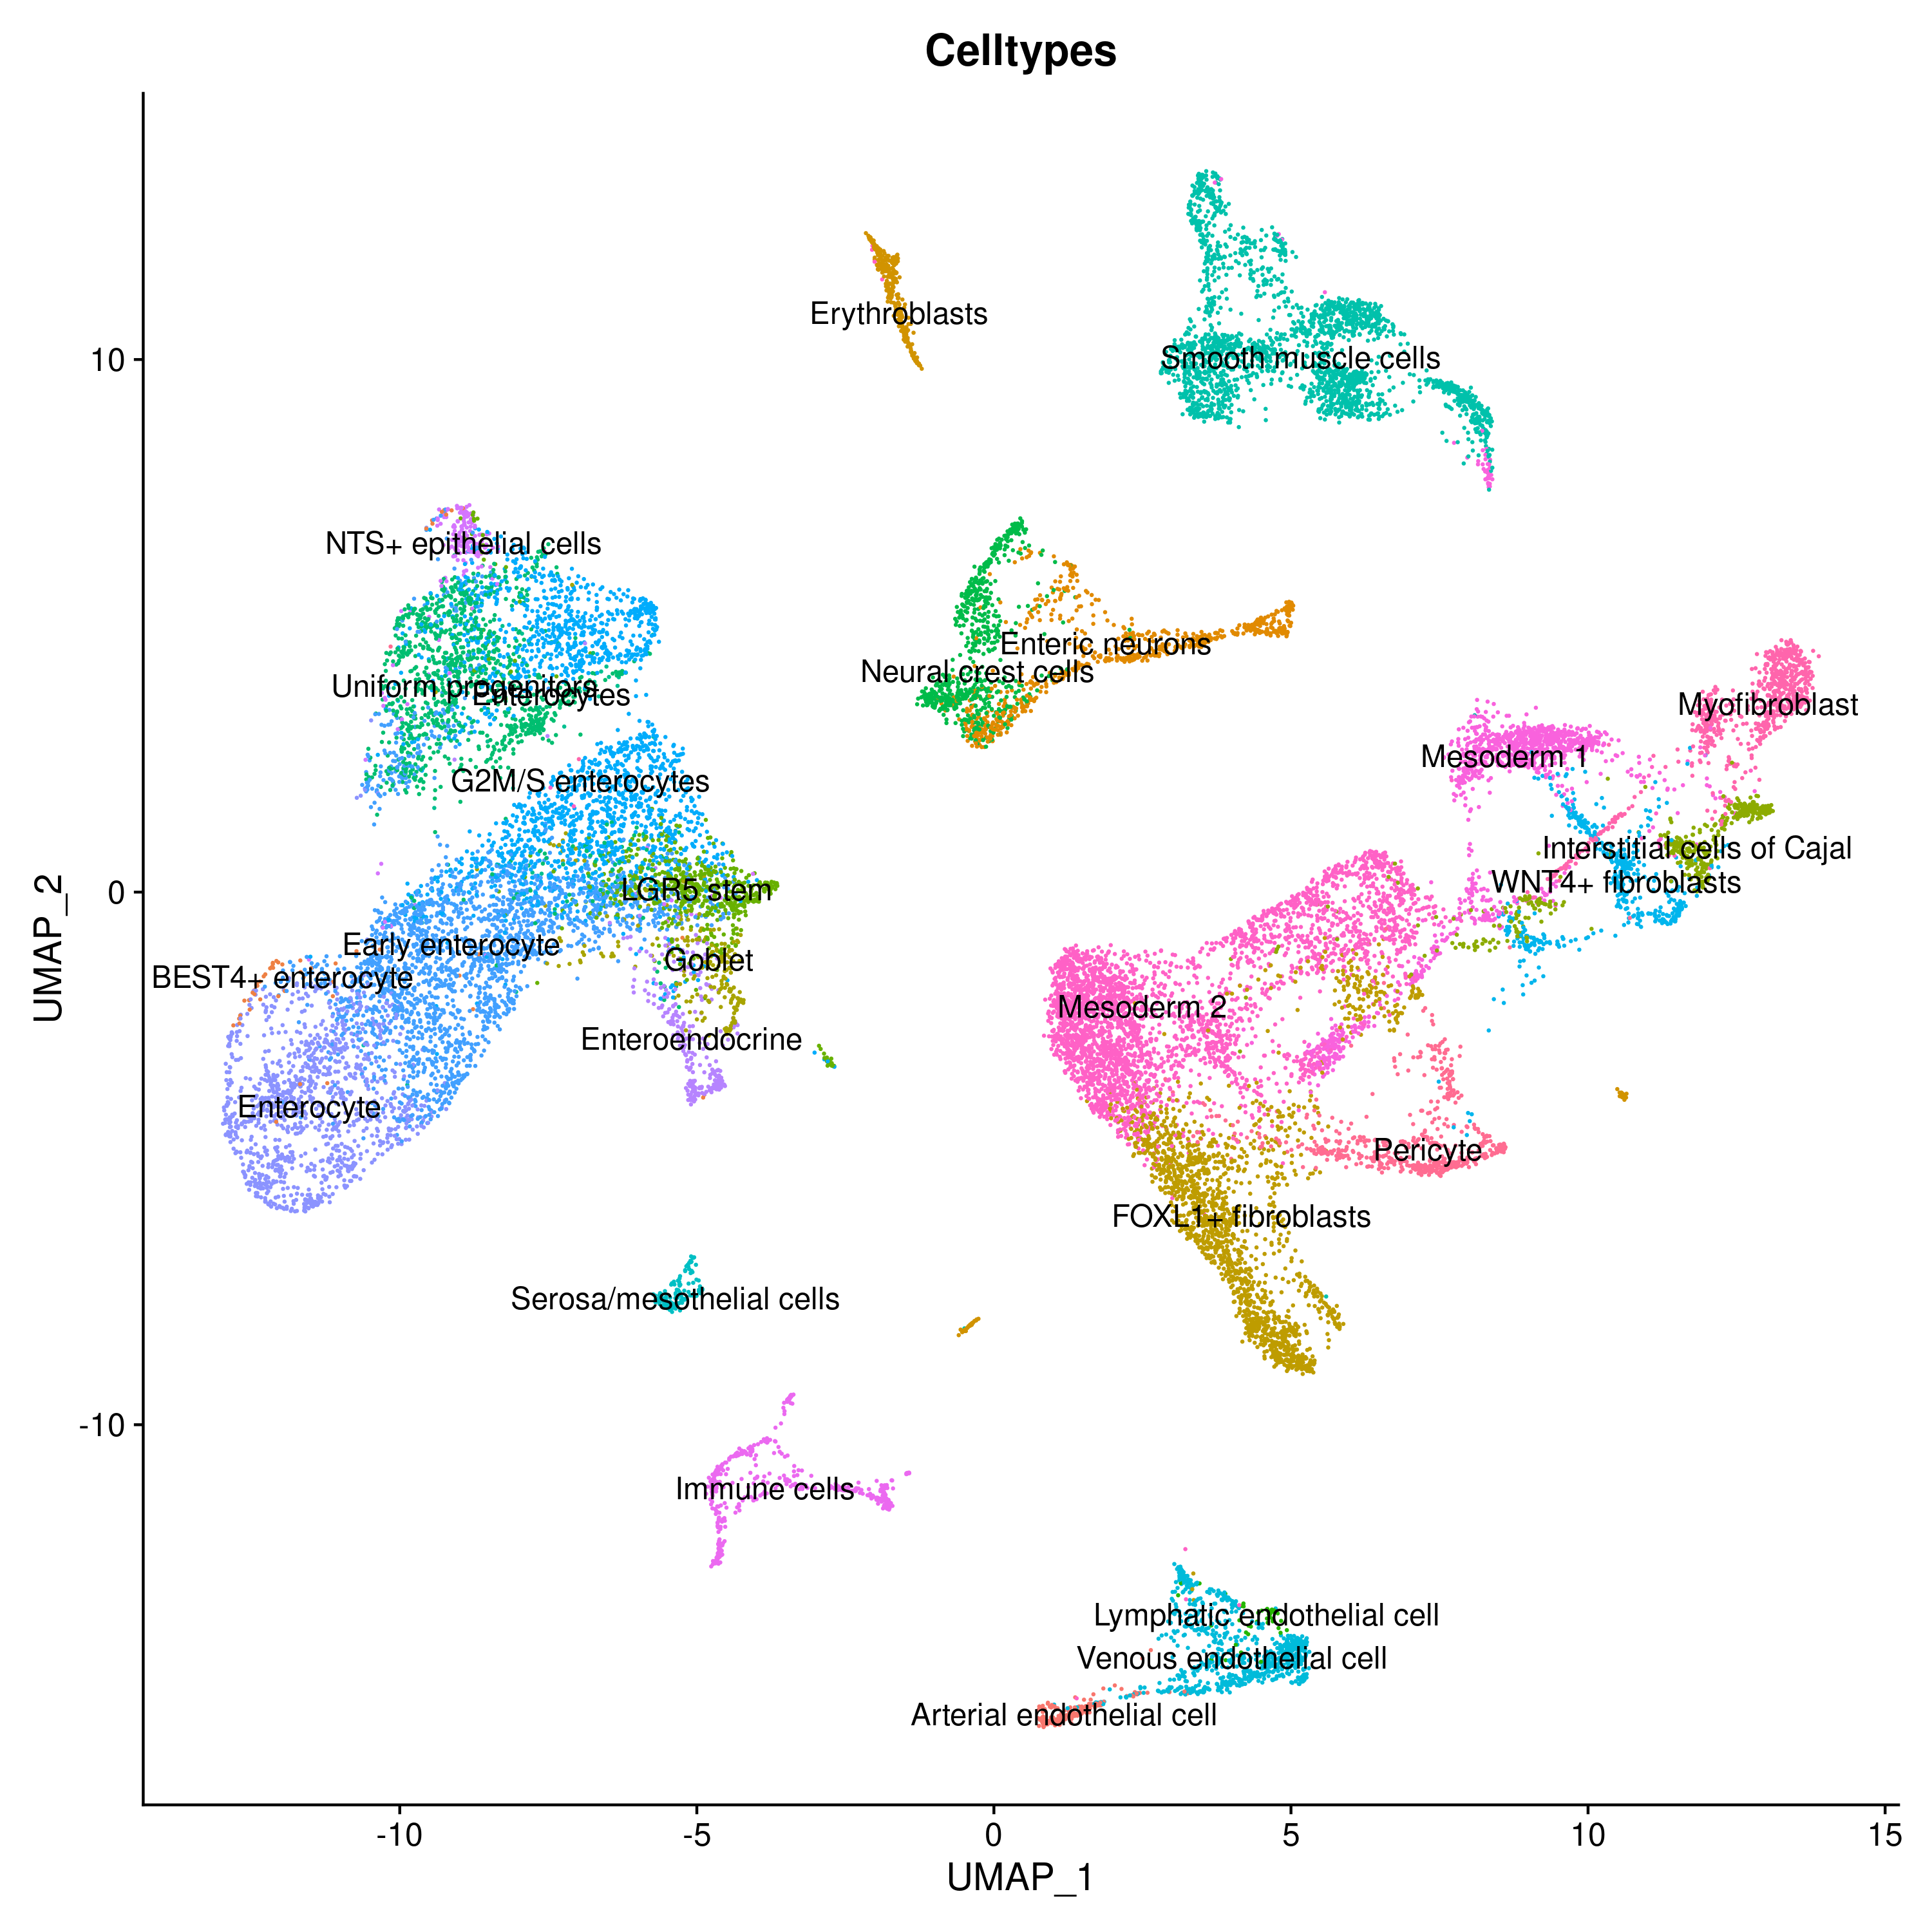 Celltypes
Erythroblasts
10
Smooth muscle cells
NTS+ epithelial cells
Enteric neurons
Neural crest cells
Uniform progenitors
Enterocytes
Myofibroblast
Mesoderm 1
G2M/S enterocytes
Interstitial cells of Cajal
WNT4+ fibroblasts
0
LGR5 stem
Early enterocyte
Goblet
BEST4+ enterocyte
UMAP_2
Mesoderm 2
Enteroendocrine
Enterocyte
Pericyte
FOXL1+ fibroblasts
Serosa/mesothelial cells
-10
Immune cells
Lymphatic endothelial cell
Venous endothelial cell
Arterial endothelial cell
-10 -5 0 5 10 15
UMAP_1